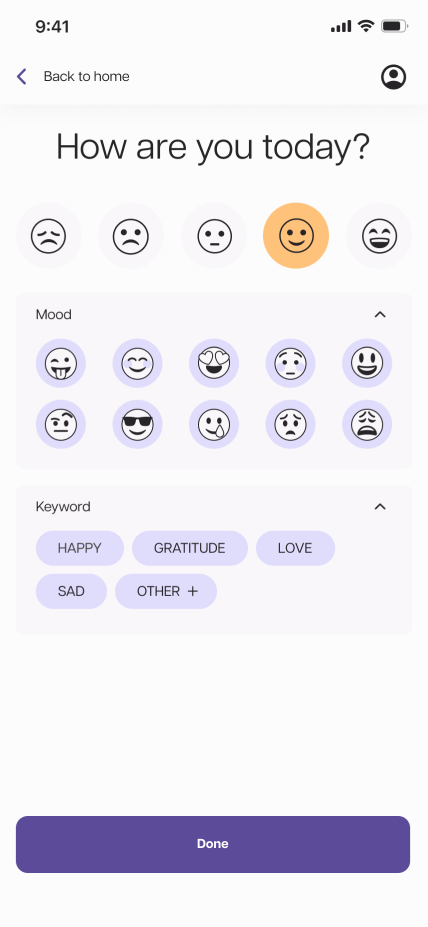 9:41
Back to home
How are you today?
Mood
Keyword
HAPPY GRATITUDE LOVE
SAD OTHER +
Done